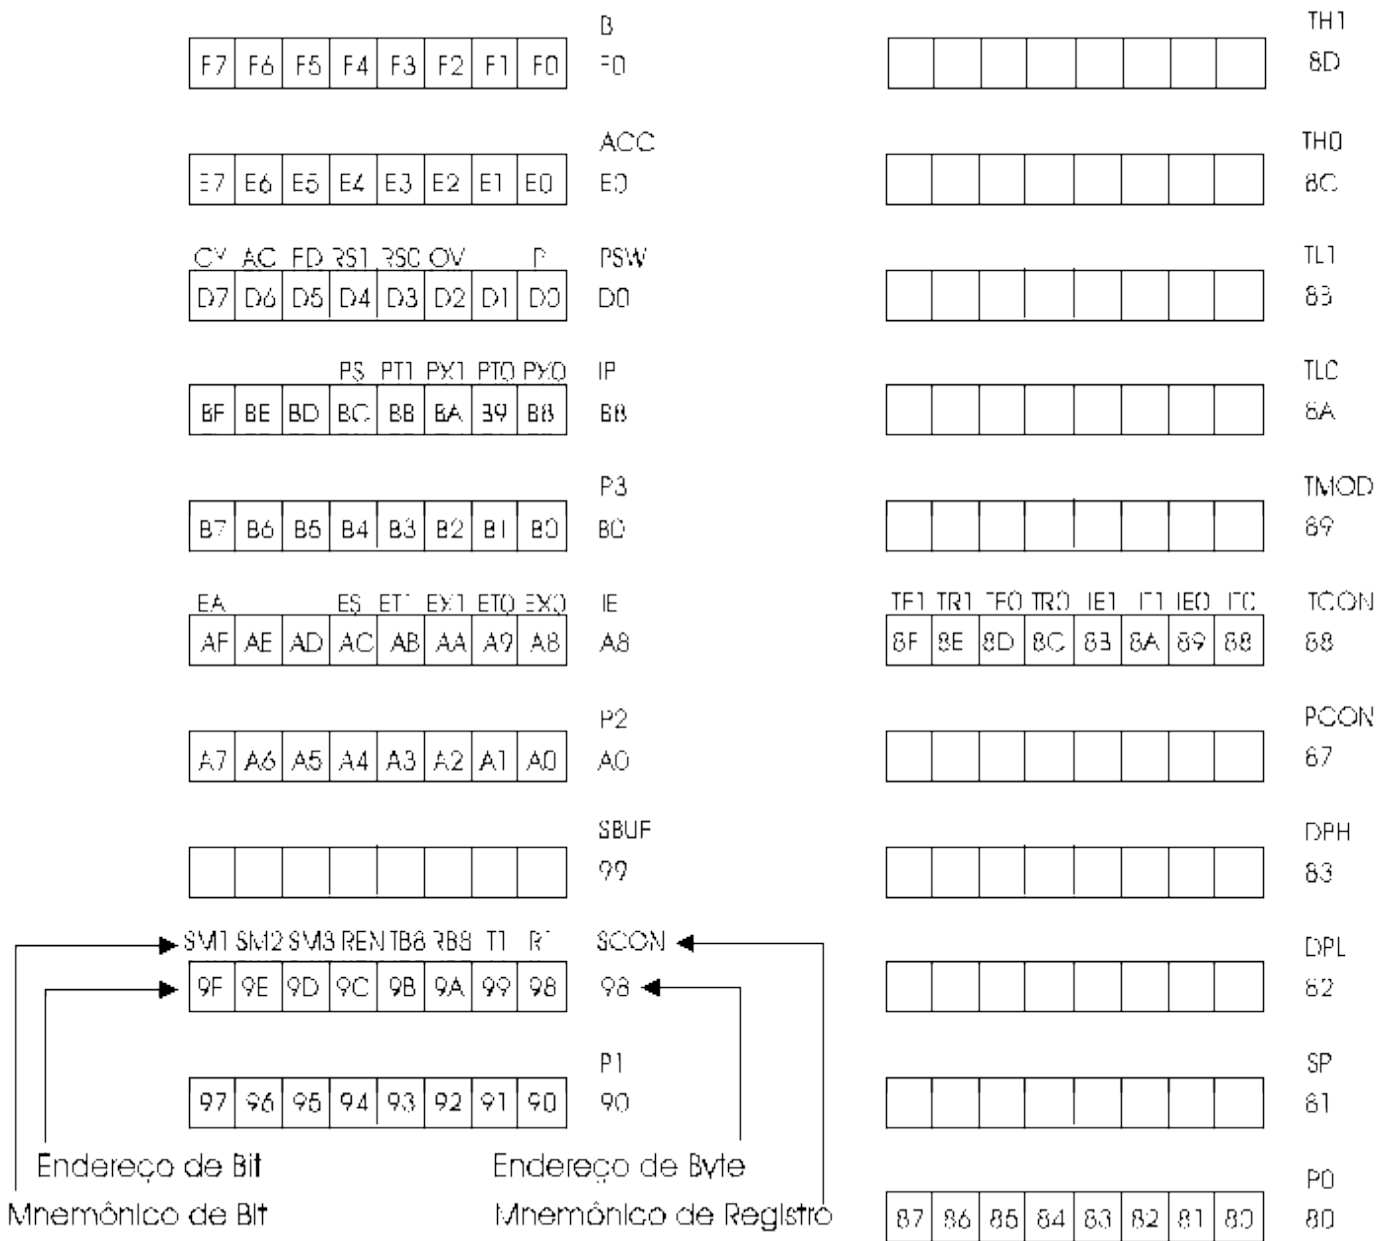 B
F7 F6 F5 F4 F3 F2 F1 F0 F0
ACC
E7 E6 E5 E4 E3 E2 E1 E0 E0
CY AC F0 RS1 RS0 OV P PSW
D7 D6 D5 D4 D3 D2 D1 D0 D0
PS PT1 PX1 PT0 PX0 IP
BF BE BD BC BB BA B9 B8 B8
P3
B7 B6 B5 B4 B3 B2 B1 B0 B0
EA ES ET1 EX1 ET0 EX0 IE
AF AE AD AC AB AA A9 A8 A8
P2
A7 A6 A5 A4 A3 A2 A1 A0 A0
SBUF
99
SM1 SM2 SM3 REN TB8 RB8 T1 R1 SCON
9F 9E 9D 9C 9B 9A 99 98 98
P1
97 96 95 94 93 92 91 90 90
Endereço de Bit
Endereço de Byte
Mnemônico de Bit
Mnemônico de Registro
TH1
8D
TH0
8C
TL1
8B
TL0
8A
TMOD
89
TF1 TR1 TF0 TR0 IE1 IT1 IE0 IT0 TCON
8F 8E 8D 8C 8B 8A 89 88 88
PCON
87
DPH
83
DPL
82
SP
81
P0
87 86 85 84 83 82 81 80 80